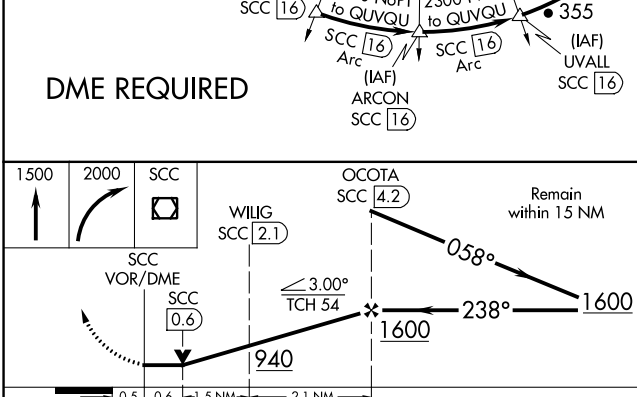 SCC 16
to QUVQU
2300
to QUVQU
355
SCC 16
Arc
SCC 16
Arc
(IAF)
UVALL
SCC 16
(IAF)
ARCON
SCC 16
DME REQUIRED
1500
2000
SCC
OCOTA
SCC 4.2
Remain
within 15 NM
WILIG
SCC 2.1
058°
SCC
VOR/DME
SCC
0.6
3.00°
TCH 54
238°
1600
1600
940
0.5
0.6
1.5 NM
2.1 NM